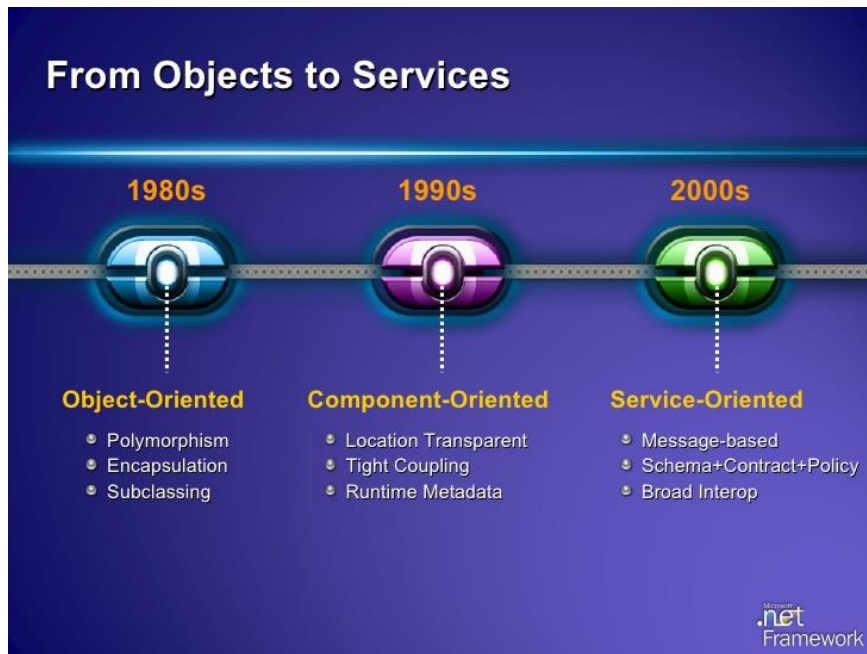 From Objects to Services
1980s
1990s
2000s
Object-Oriented
Polymorphism
Encapsulation
Subclassing
Component-Oriented
Location Transparent
Tight Coupling
Runtime Metadata
Service-Oriented
Message-based
Schema+Contract+Policy
Broad Interop
Microsoft
.net
Framework